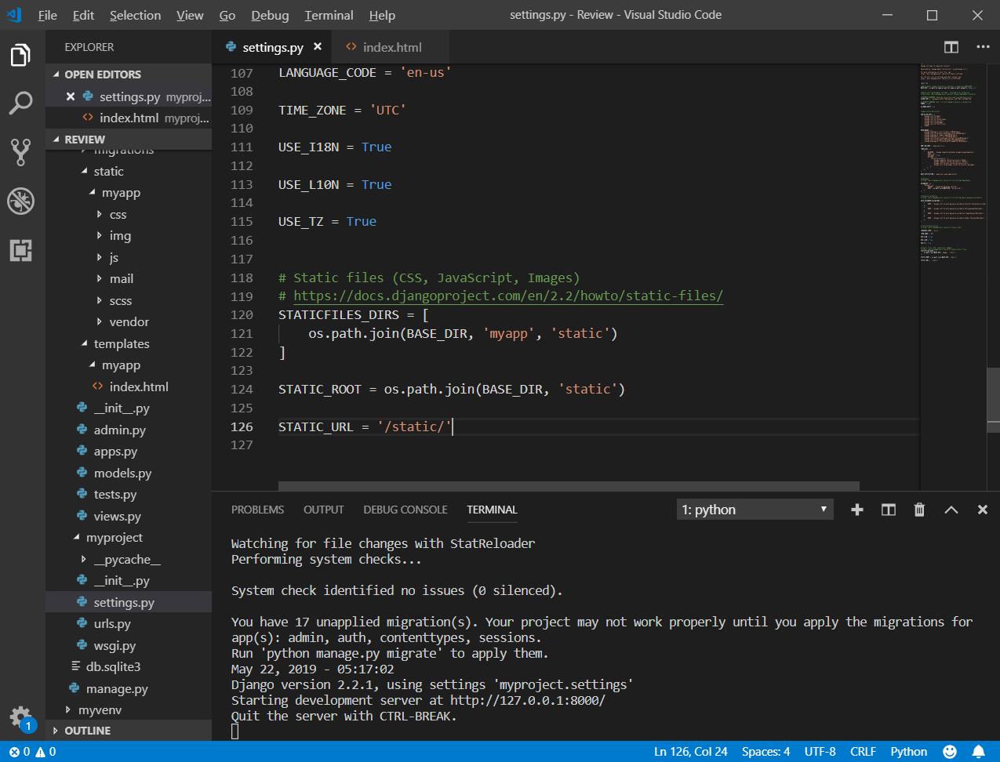 File Edit Selection View Go Debug Terminal Help
settings.py - Review - Visual Studio Code
EXPLORER
OPEN EDITORS
settings.py myproj...
index.html myproj...
REVIEW
migrations
static
myapp
css
img
js
mail
scss
vendor
templates
myapp
index.html
__init__.py
admin.py
apps.py
models.py
tests.py
views.py
myproject
__pycache__
__init__.py
settings.py
urls.py
wsgi.py
db.sqlite3
manage.py
myvenv
OUTLINE
1
settings.py
index.html
107 LANGUAGE_CODE = 'en-us'
108
109 TIME_ZONE = 'UTC'
110
111 USE_I18N = True
112
113 USE_L10N = True
114
115 USE_TZ = True
116
117
118 # Static files (CSS, JavaScript, Images)
119 # https://docs.djangoproject.com/en/2.2/howto/static-files/
120 STATICFILES_DIRS = [
121 os.path.join(BASE_DIR, 'myapp', 'static')
122 ]
123
124 STATIC_ROOT = os.path.join(BASE_DIR, 'static')
125
126 STATIC_URL = '/static/'
127
PROBLEMS OUTPUT DEBUG CONSOLE TERMINAL
1: python
Watching for file changes with StatReloader
Performing system checks...
System check identified no issues (0 silenced).
You have 17 unapplied migration(s). Your project may not work properly until you apply the migrations for
app(s): admin, auth, contenttypes, sessions.
Run 'python manage.py migrate' to apply them.
May 22, 2019 - 05:17:02
Django version 2.2.1, using settings 'myproject.settings'
Starting development server at http://127.0.0.1:8000/
Quit the server with CTRL-BREAK.
0 0
Ln 126, Col 24 Spaces: 4 UTF-8 CRLF Python